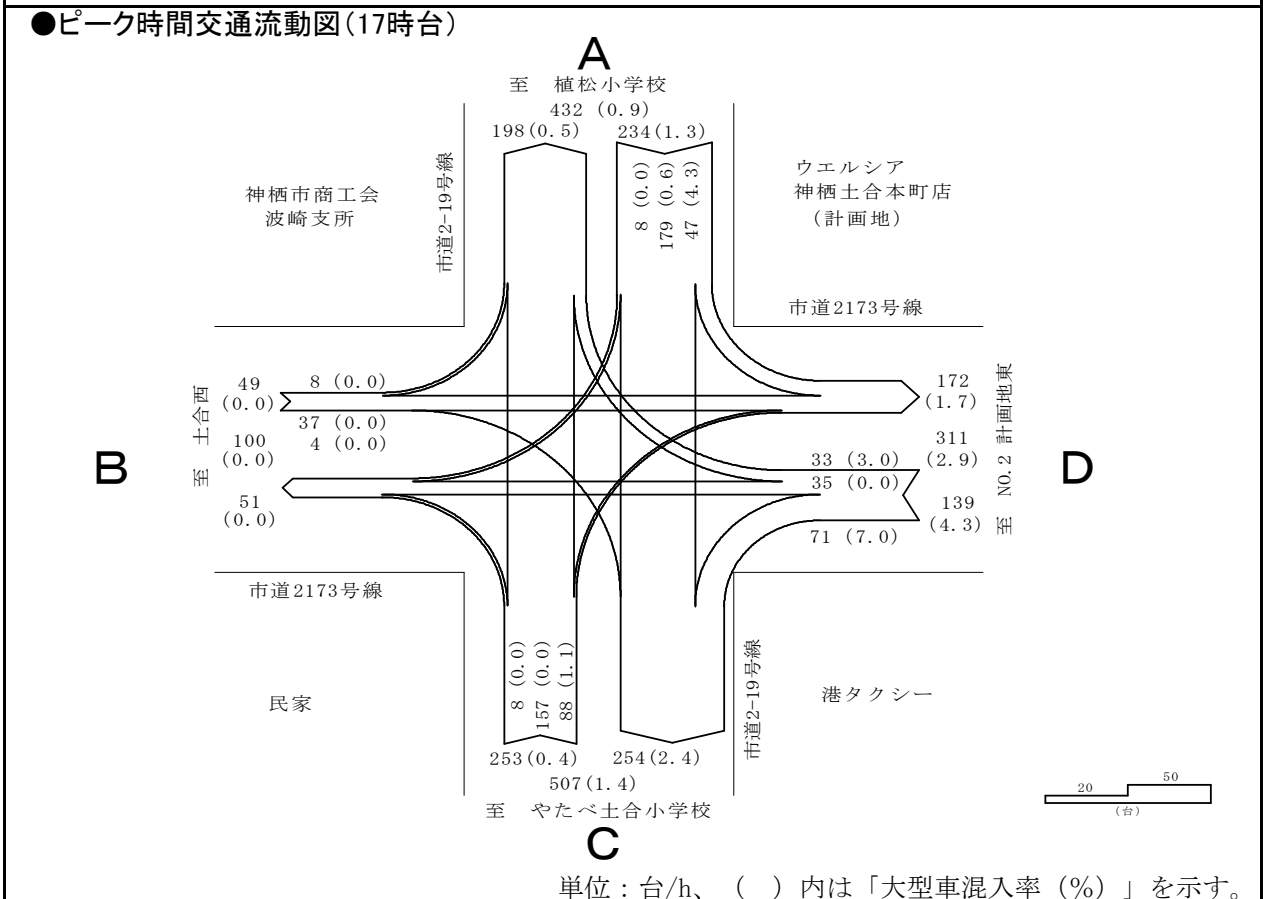 ●ピーク時間交通流動図(17時台)
A
至 植松小学校
432 (0.9)
198(0.5)
234(1.3)
8 (0.0)
179 (0.6)
47 (4.3)
市道2-19号線
神栖市商工会
波崎支所
ウエルシア
神栖土合本町店
(計画地)
市道2173号線
B
至 土合西
49
(0.0)
100
(0.0)
51
(0.0)
8 (0.0)
37 (0.0)
4 (0.0)
172
(1.7)
311
(2.9)
139
(4.3)
33 (3.0)
35 (0.0)
71 (7.0)
至 NO.2 計画地東
D
市道2173号線
民家
8 (0.0)
157 (0.0)
88 (1.1)
市道2-19号線
港タクシー
253(0.4)
254(2.4)
507(1.4)
至 やたべ土合小学校
C
20
50
(台)
単位:台/h、( )内は「大型車混入率(%)」を示す。